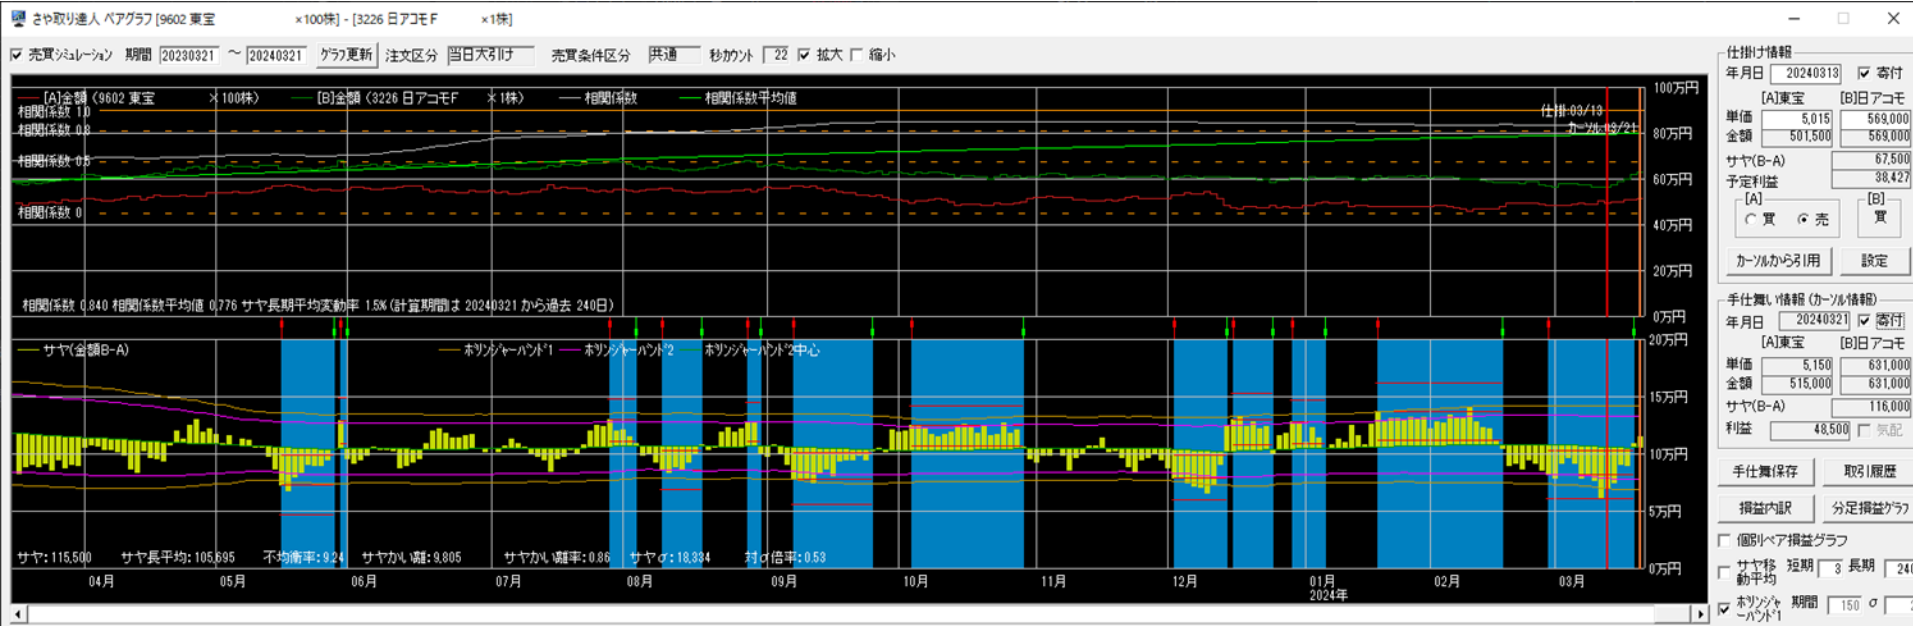 さや取り達人 ペアグラフ [9602 東宝 ×100株] - [3226 日アコモF ×1株]
売買シミュレーション 期間 20230321 ～ 20240321 グラフ更新 注文区分 当日大引け 売買条件区分 共通 秒カウント 22 拡大 縮小
[A]金額 (9602 東宝 ×100株) [B]金額 (3226 日アコモF ×1株) 相関係数 相関係数平均値
相関係数 1.0
相関係数 0.8
相関係数 0.5
相関係数 0
仕掛:03/13
カーソル:03/21
100万円
80万円
60万円
40万円
20万円
0万円
相関係数 0.840 相関係数平均値 0.776 サヤ長期平均変動率 1.5% (計算期間は 20240321 から過去 240日)
サヤ(金額B-A) ボリンジャーバンド1 ボリンジャーバンド2 ボリンジャーバンド2中心
20万円
15万円
10万円
5万円
0万円
サヤ:115,500 サヤ長平均:105,695 不均衡率:9.24 サヤかい離:9,805 サヤかい離率:0.86 サヤσ:18,334 対σ倍率:0.53
04月 05月 06月 07月 08月 09月 10月 11月 12月 01月 02月 03月
2024年
仕掛け情報
年月日 20240313 寄付
[A]東宝 [B]日アコモ
単価 5,015 569,000
金額 501,500 569,000
サヤ(B-A) 67,500
予定利益 38,427
[A] [B]
買 売 買
カーソルから引用 設定
手仕舞い情報 (カーソル情報)
年月日 20240321 寄付
[A]東宝 [B]日アコモ
単価 5,150 631,000
金額 515,000 631,000
サヤ(B-A) 116,000
利益 48,500 気配
手仕舞保存 取引履歴
損益内訳 分足損益グラフ
個別ペア損益グラフ
サヤ移動平均 短期 3 長期 240
ボリンジャーバンド1 期間 150 σ